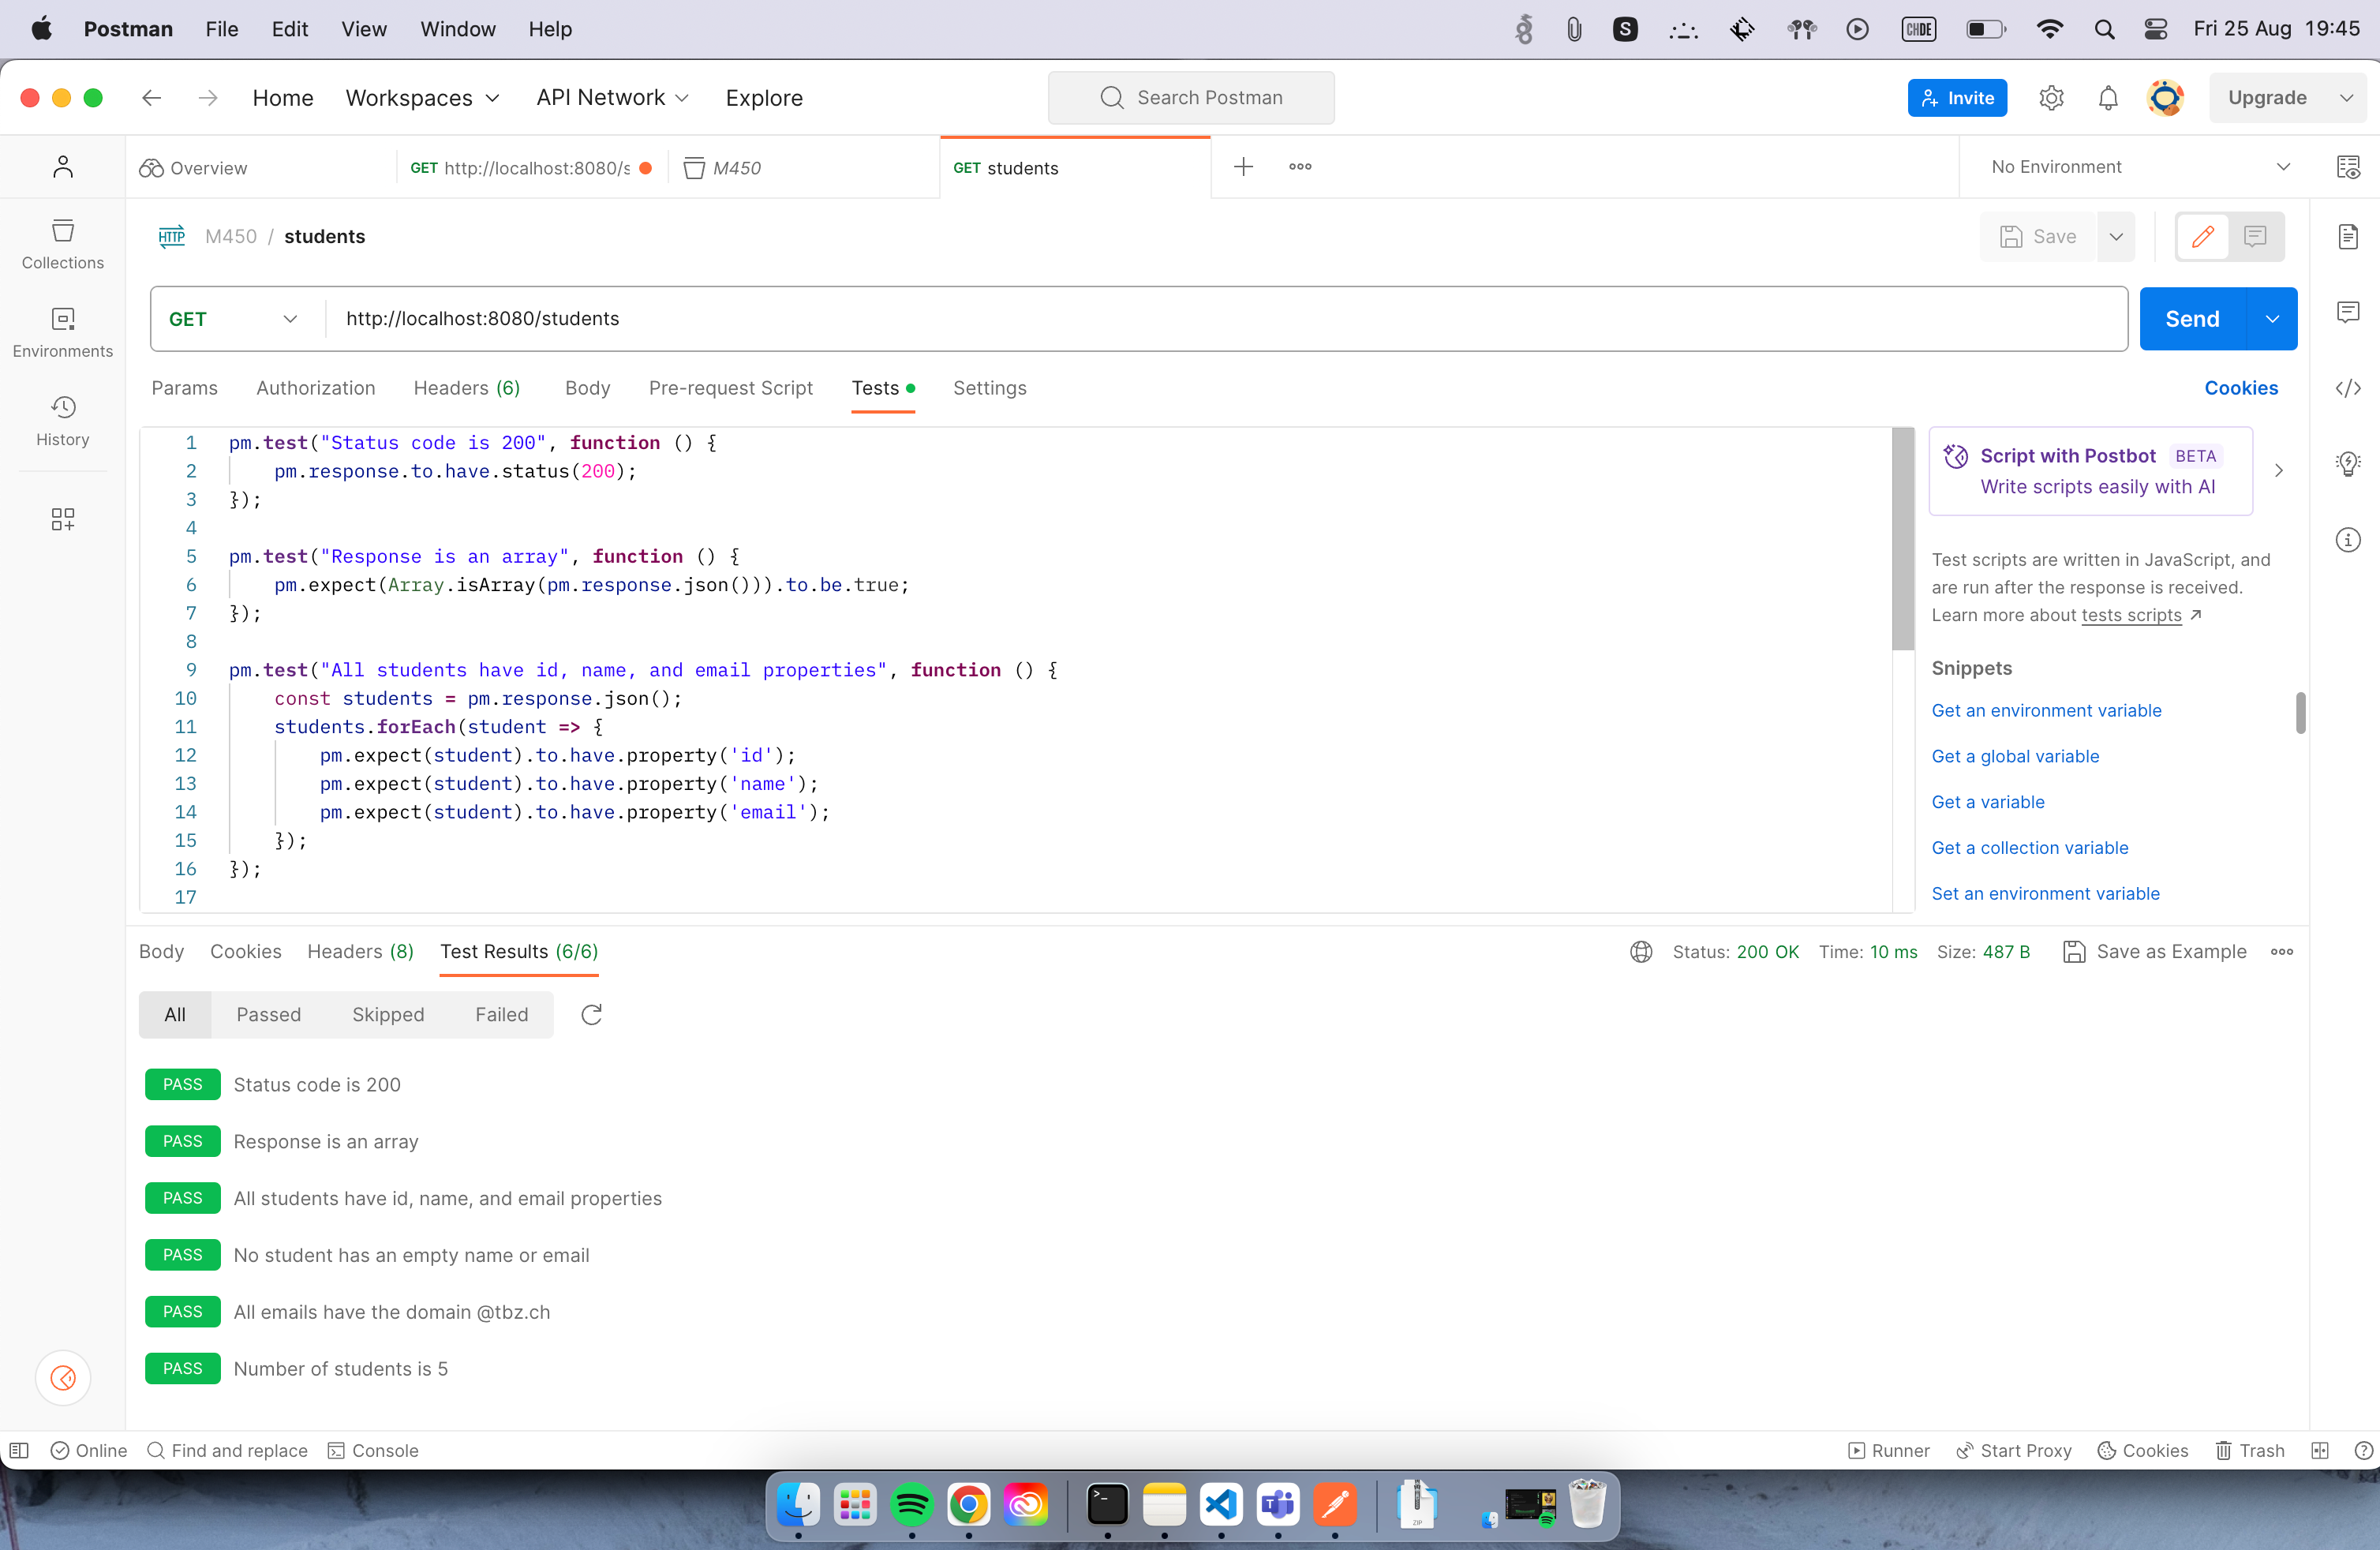 Postman File Edit View Window Help S CHDE Fri 25 Aug 19:45
Home Workspaces API Network Explore Search Postman Invite Upgrade
Overview GET http://localhost:8080/s M450 GET students No Environment
HTTP M450 / students Save
Collections
Environments
History
GET http://localhost:8080/students Send
Params Authorization Headers (6) Body Pre-request Script Tests Settings Cookies
1 pm.test("Status code is 200", function () {
2 pm.response.to.have.status(200);
3 });
4
5 pm.test("Response is an array", function () {
6 pm.expect(Array.isArray(pm.response.json())).to.be.true;
7 });
8
9 pm.test("All students have id, name, and email properties", function () {
10 const students = pm.response.json();
11 students.forEach(student => {
12 pm.expect(student).to.have.property('id');
13 pm.expect(student).to.have.property('name');
14 pm.expect(student).to.have.property('email');
15 });
16 });
17
Script with Postbot BETA
Write scripts easily with AI
Test scripts are written in JavaScript, and
are run after the response is received.
Learn more about tests scripts ↗
Snippets
Get an environment variable
Get a global variable
Get a variable
Get a collection variable
Set an environment variable
Body Cookies Headers (8) Test Results (6/6) Status: 200 OK Time: 10 ms Size: 487 B Save as Example
All Passed Skipped Failed
PASS Status code is 200
PASS Response is an array
PASS All students have id, name, and email properties
PASS No student has an empty name or email
PASS All emails have the domain @tbz.ch
PASS Number of students is 5
Online Find and replace Console Runner Start Proxy Cookies Trash
ZIP